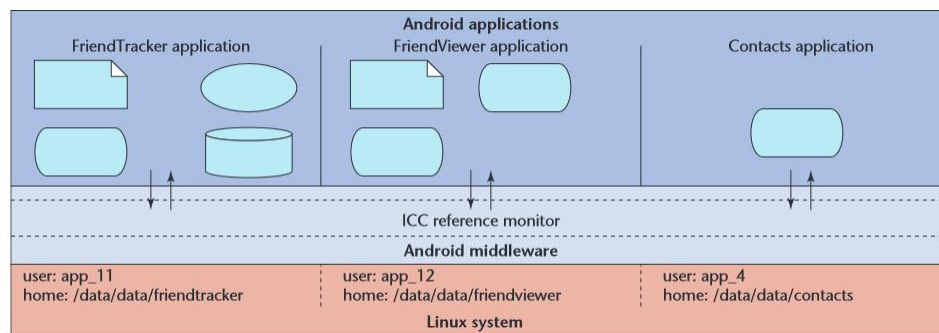 Android applications
FriendTracker application
FriendViewer application
Contacts application
ICC reference monitor
Android middleware
user: app_11
home: /data/data/friendtracker
user: app_12
home: /data/data/friendviewer
user: app_4
home: /data/data/contacts
Linux system